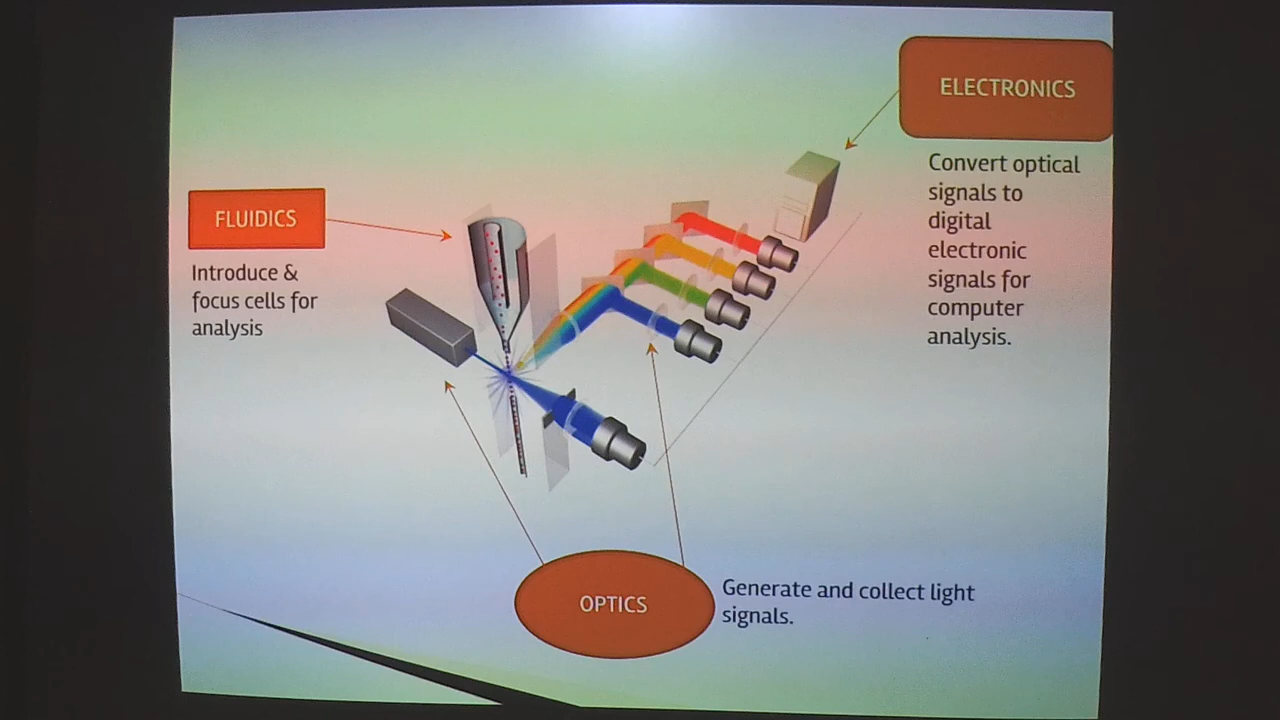 ELECTRONICS
Convert optical
signals to
digital
electronic
signals for
computer
analysis.
FLUIDICS
Introduce &
focus cells for
analysis
OPTICS
Generate and collect light
signals.